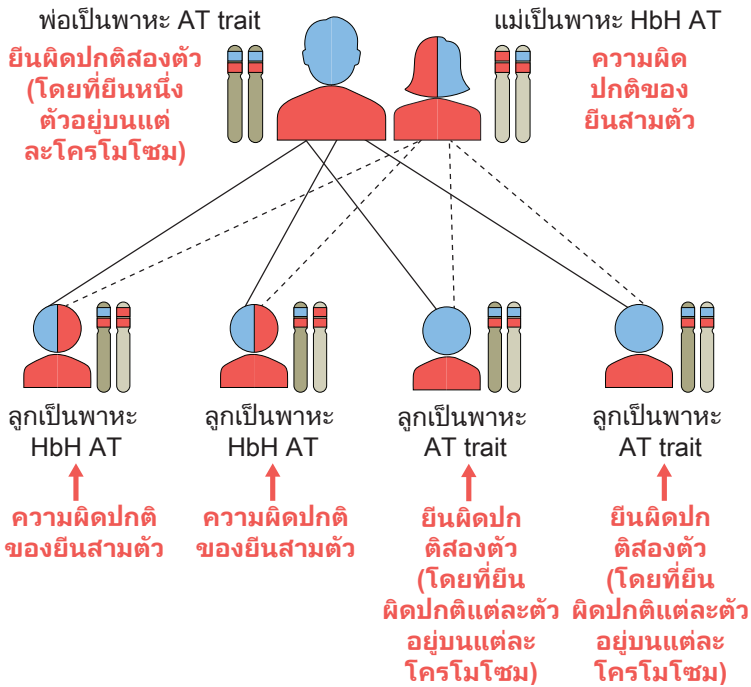 พ่อเป็นพาหะ AT trait
ยีนผิดปกติสองตัว
(โดยที่ยีนหนึ่ง
ตัวอยู่บนแต่
ละโครโมโซม)
แม่เป็นพาหะ HbH AT
ความผิด
ปกติของ
ยีนสามตัว
ลูกเป็นพาหะ
HbH AT
ความผิดปกติ
ของยีนสามตัว
ลูกเป็นพาหะ
HbH AT
ความผิดปกติ
ของยีนสามตัว
ลูกเป็นพาหะ
AT trait
ยีนผิดปก
ติสองตัว
(โดยที่ยีน
ผิดปกติแต่ละตัว
อยู่บนแต่ละ
โครโมโซม)
ลูกเป็นพาหะ
AT trait
ยีนผิดปก
ติสองตัว
(โดยที่ยีน
ผิดปกติแต่ละตัว
อยู่บนแต่ละ
โครโมโซม)